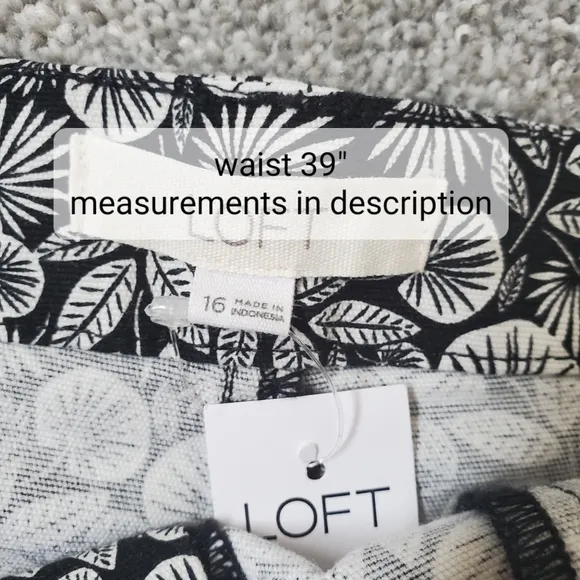 waist 39"
measurements in description
LOFT
16 MADE IN
INDONESIA
LOFT